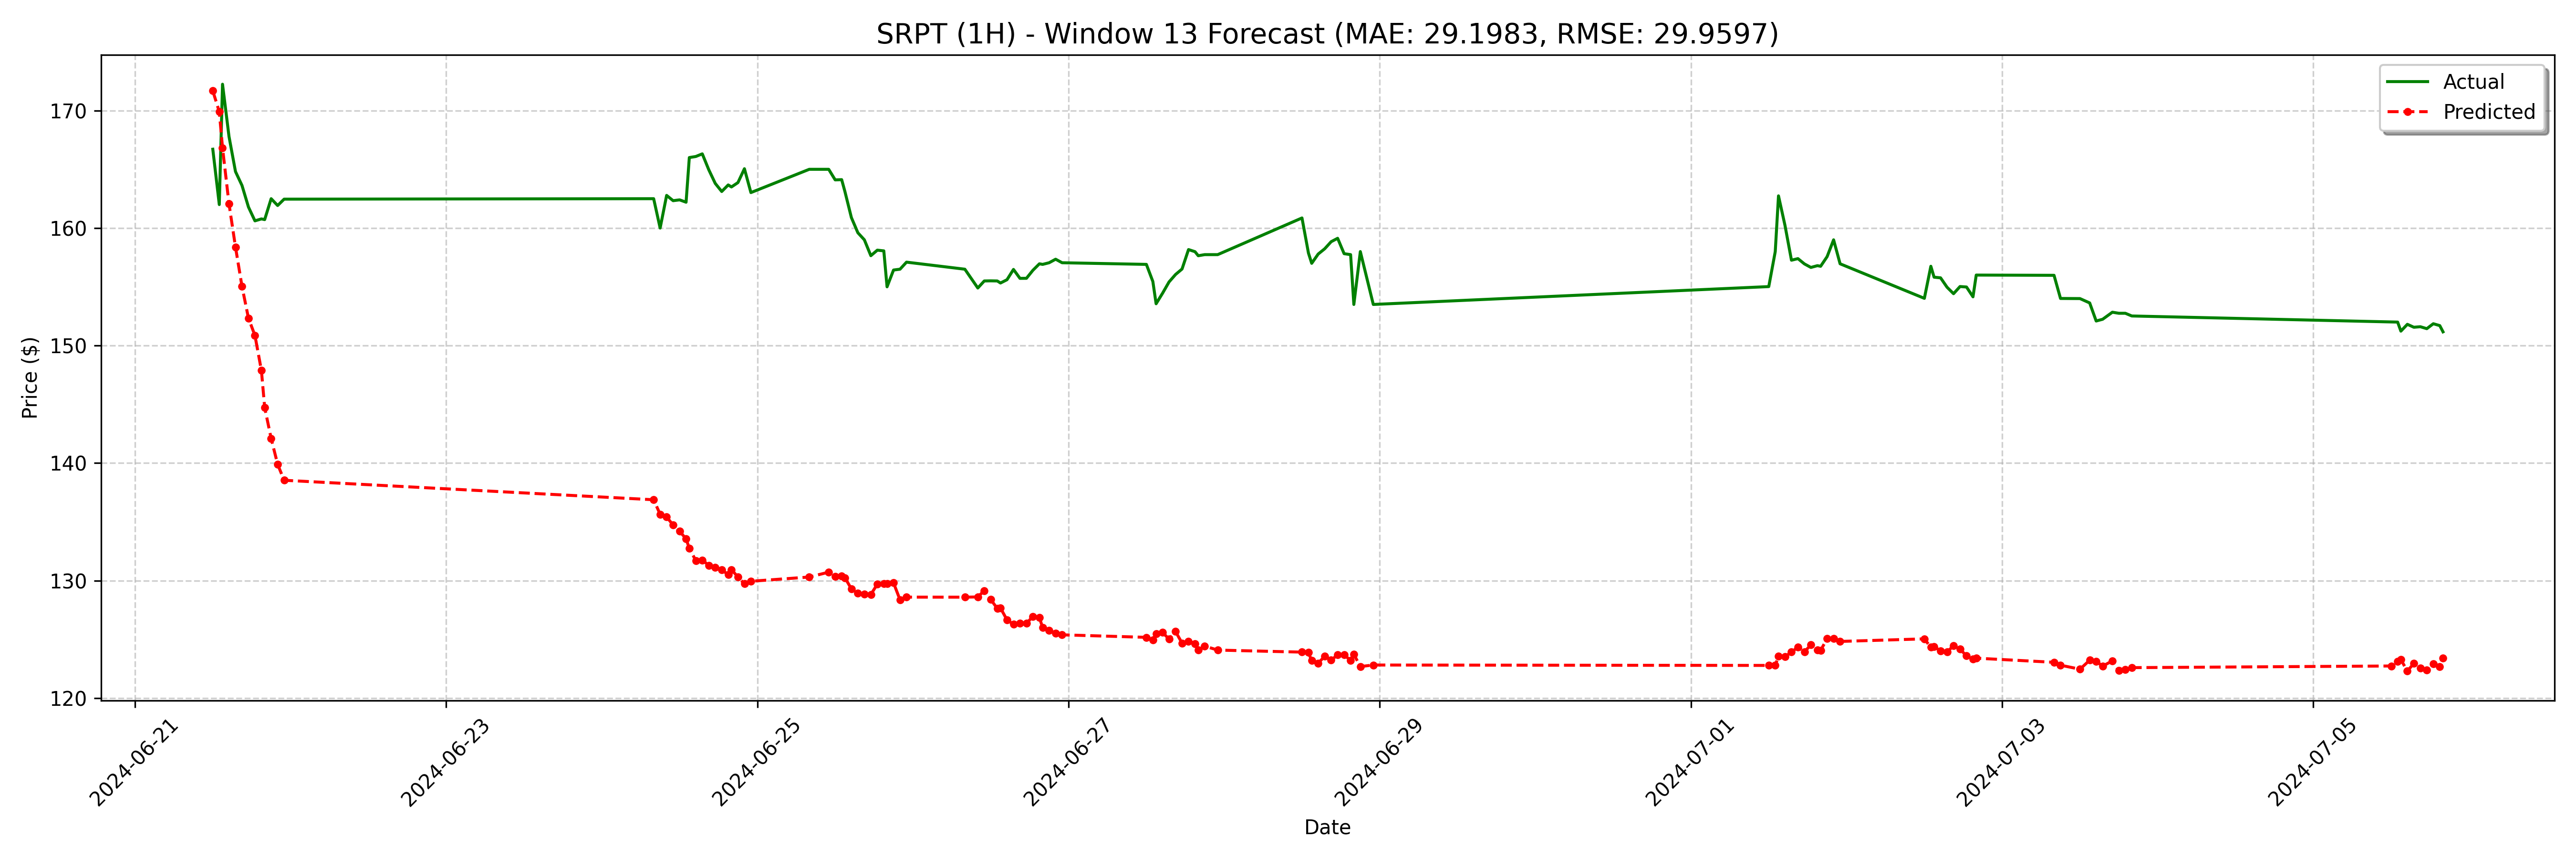 SRPT (1H) - Window 13 Forecast (MAE: 29.1983, RMSE: 29.9597)
Actual
Predicted
Price ($)
170
160
150
140
130
120
2024-06-21
2024-06-23
2024-06-25
2024-06-27
2024-06-29
2024-07-01
2024-07-03
2024-07-05
Date